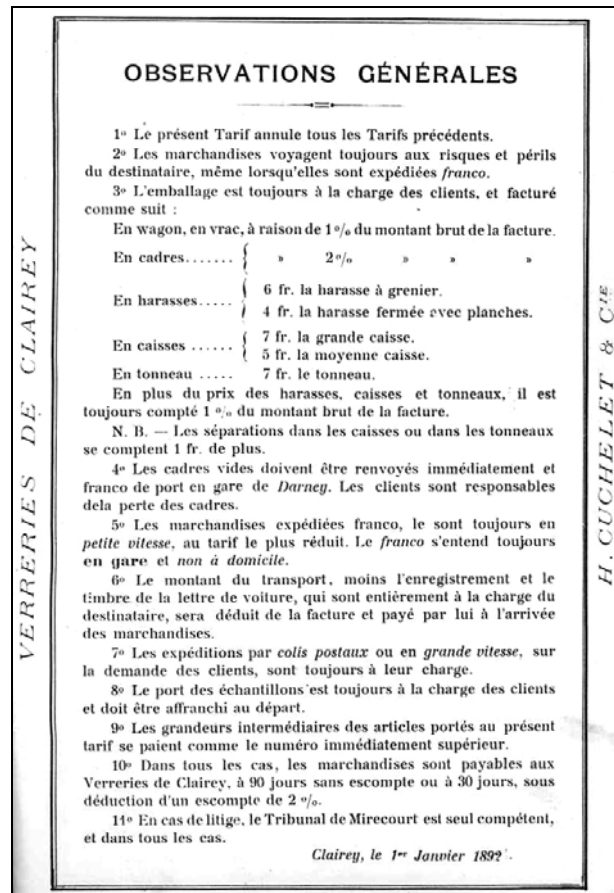 OBSERVATIONS GÉNÉRALES
1º Le présent Tarif annule tous les Tarifs précédents.
2º Les marchandises voyagent toujours aux risques et périls
du destinataire, même lorsqu'elles sont expédiées franco.
3º L'emballage est toujours à la charge des clients, et facturé
comme suit :
En wagon, en vrac, à raison de 1 º/o du montant brut de la facture.
En cadres....... { » 2 º/o » » »
En harasses..... { 6 fr. la harasse à grenier.
4 fr. la harasse fermée avec planches.
En caisses ...... { 7 fr. la grande caisse.
5 fr. la moyenne caisse.
En tonneau ..... 7 fr. le tonneau.
En plus du prix des harasses, caisses et tonneaux, il est
toujours compté 1 º/o du montant brut de la facture.
N. B. — Les séparations dans les caisses ou dans les tonneaux
se comptent 1 fr. de plus.
4º Les cadres vides doivent être renvoyés immédiatement et
franco de port en gare de Darney. Les clients sont responsables
dela perte des cadres.
5º Les marchandises expédiées franco, le sont toujours en
petite vitesse, au tarif le plus réduit. Le franco s'entend toujours
en gare et non à domicile.
6º Le montant du transport, moins l'enregistrement et le
timbre de la lettre de voiture, qui sont entièrement à la charge du
destinataire, sera déduit de la facture et payé par lui à l'arrivée
des marchandises.
7º Les expéditions par colis postaux ou en grande vitesse, sur
la demande des clients, sont toujours à leur charge.
8º Le port des échantillons est toujours à la charge des clients
et doit être affranchi au départ.
9º Les grandeurs intermédiaires des articles portés au présent
tarif se paient comme le numéro immédiatement supérieur.
10º Dans tous les cas, les marchandises sont payables aux
Verreries de Clairey, à 90 jours sans escompte ou à 30 jours, sous
déduction d'un escompte de 2 º/o.
11º En cas de litige, le Tribunal de Mirecourt est seul compétent,
et dans tous les cas.
Clairey, le 1er Janvier 1892.
VERRERIES DE CLAIREY
H. CUCHELET & Cie